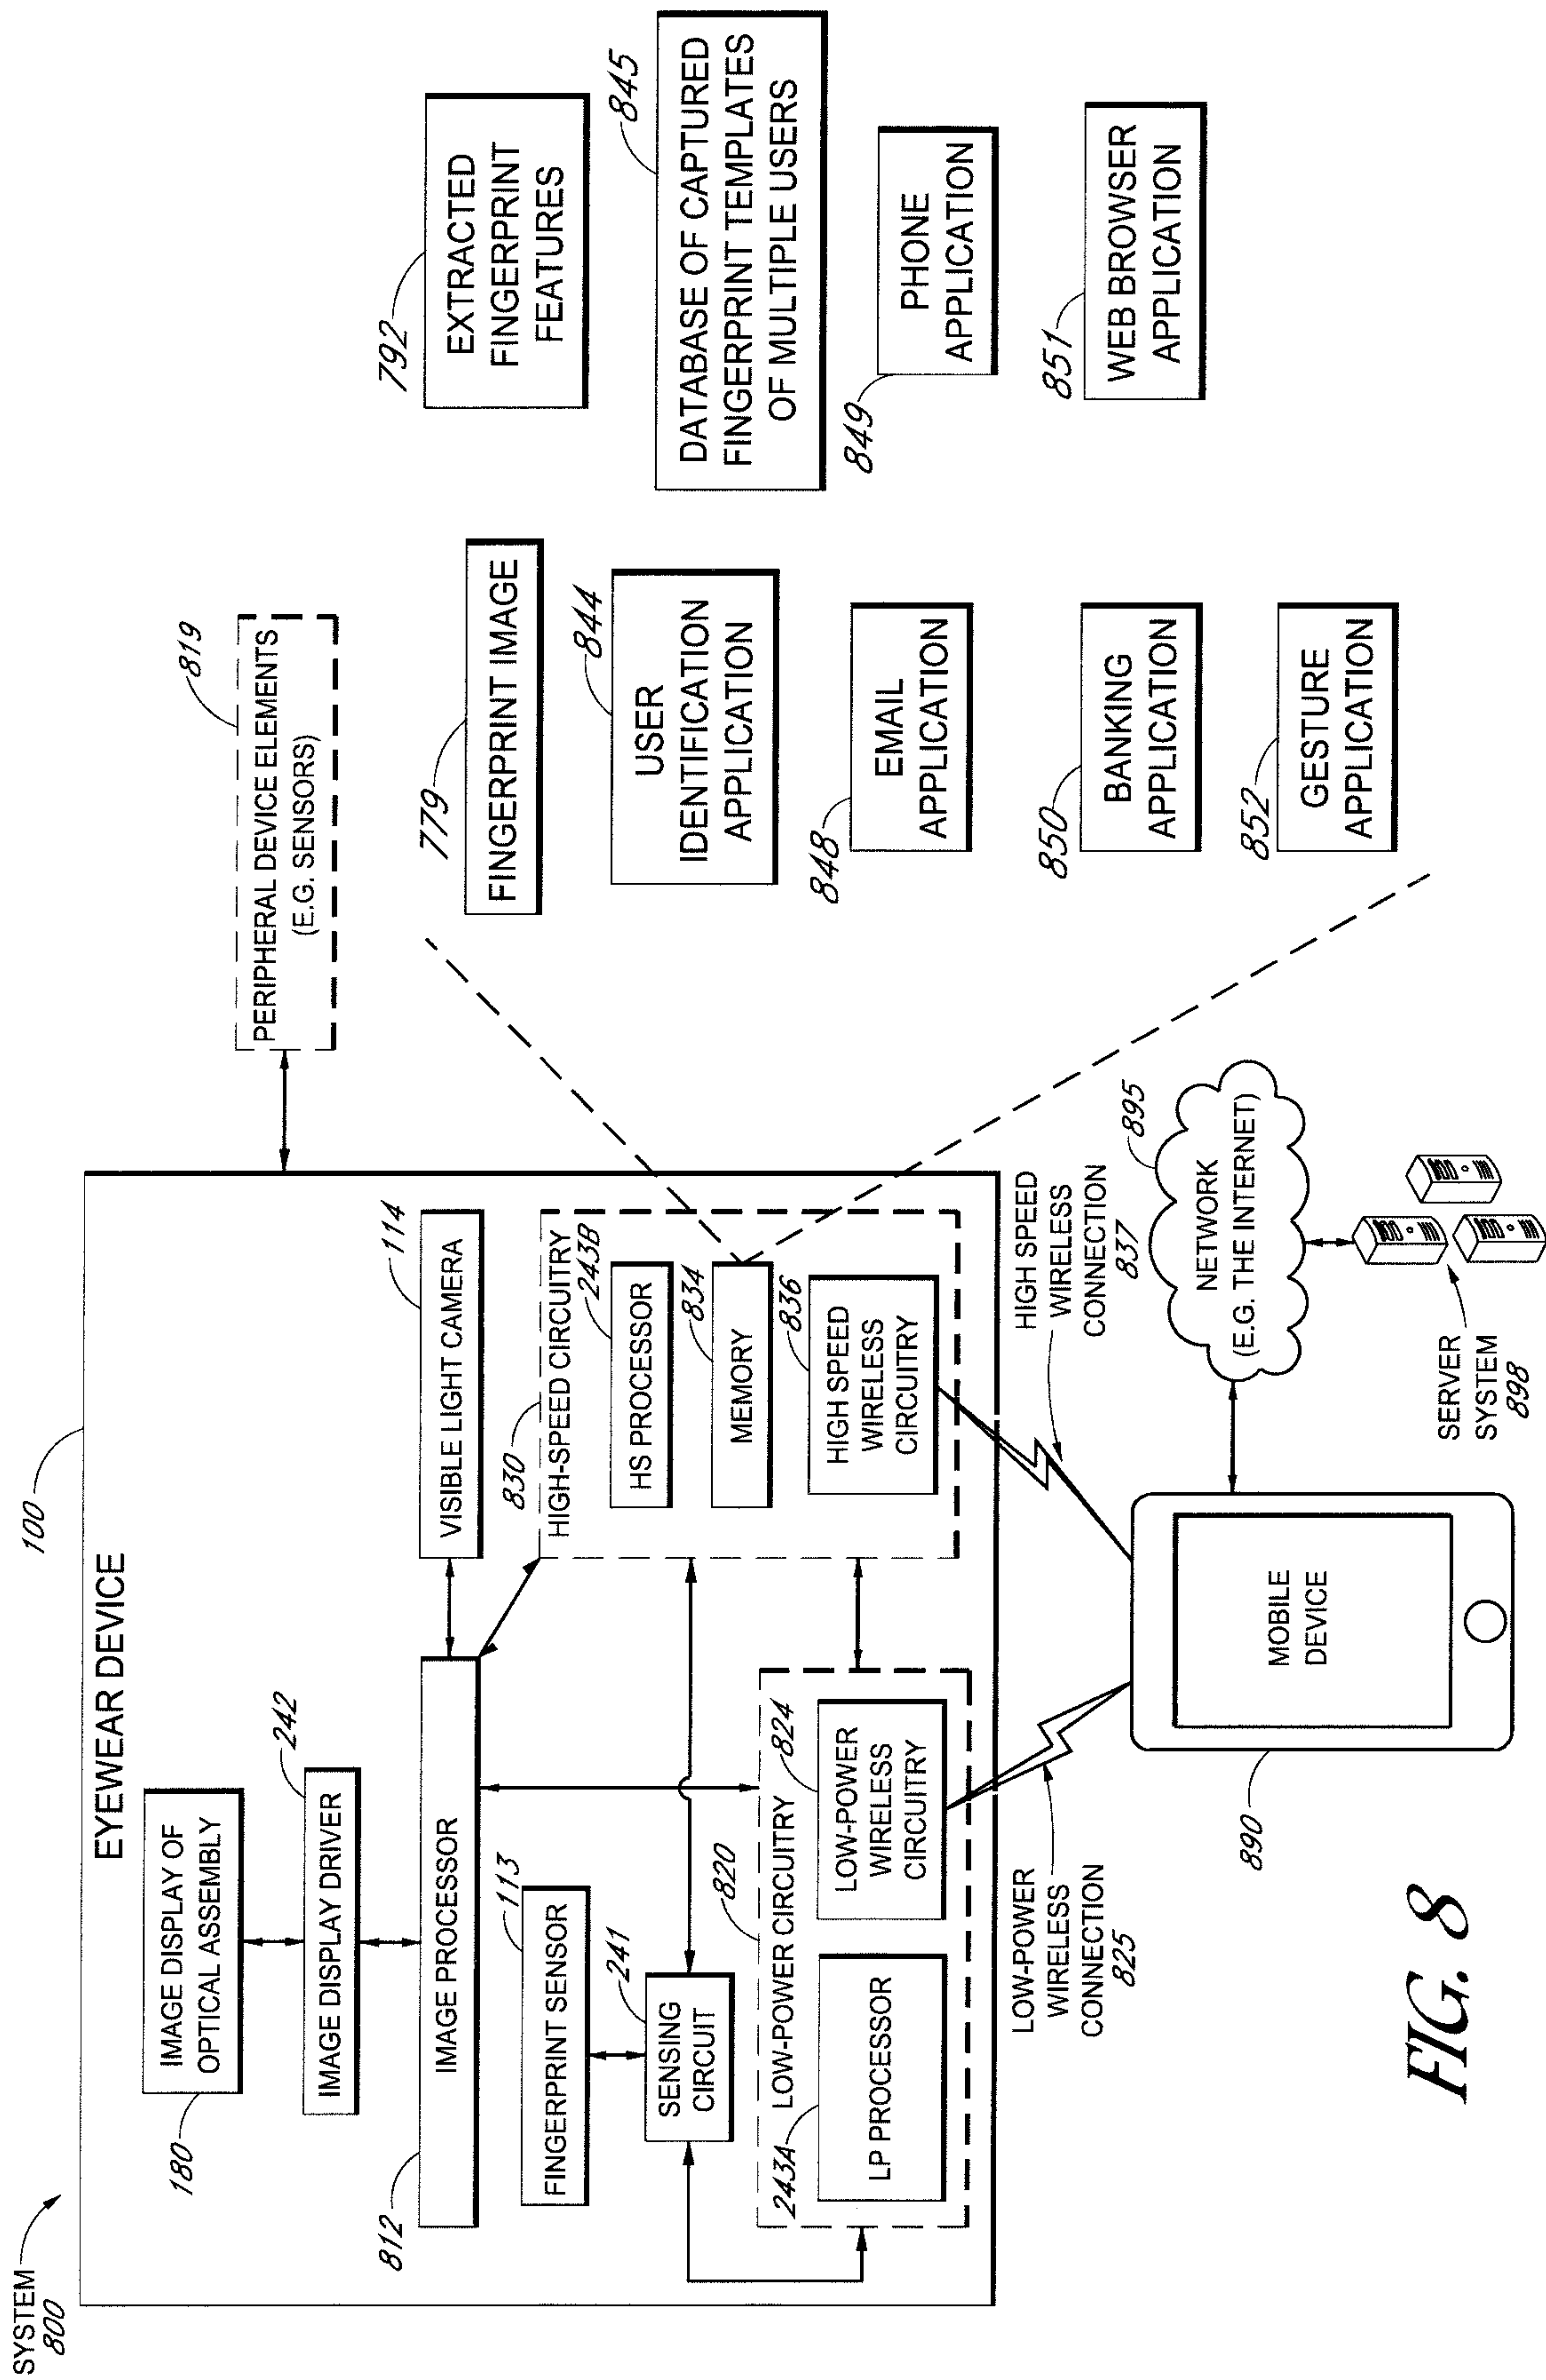 SYSTEM
800
100
EYEWEAR DEVICE
IMAGE DISPLAY OF
OPTICAL ASSEMBLY
180
IMAGE DISPLAY DRIVER
242
IMAGE PROCESSOR
812
VISIBLE LIGHT CAMERA
114
FINGERPRINT SENSOR
113
SENSING
CIRCUIT
241
HIGH-SPEED CIRCUITRY
830
HS PROCESSOR
243B
MEMORY
834
HIGH SPEED
WIRELESS
CIRCUITRY
836
LOW-POWER CIRCUITRY
820
LP PROCESSOR
243A
LOW-POWER
WIRELESS
CIRCUITRY
824
PERIPHERAL DEVICE ELEMENTS
(E.G. SENSORS)
819
FINGERPRINT IMAGE
779
EXTRACTED
FINGERPRINT
FEATURES
792
USER
IDENTIFICATION
APPLICATION
844
DATABASE OF CAPTURED
FINGERPRINT TEMPLATES
OF MULTIPLE USERS
845
EMAIL
APPLICATION
848
PHONE
APPLICATION
849
BANKING
APPLICATION
850
WEB BROWSER
APPLICATION
851
GESTURE
APPLICATION
852
LOW-POWER
WIRELESS
CONNECTION
825
HIGH SPEED
WIRELESS
CONNECTION
837
MOBILE
DEVICE
890
NETWORK
(E.G. THE INTERNET)
895
SERVER
SYSTEM
898
FIG. 8